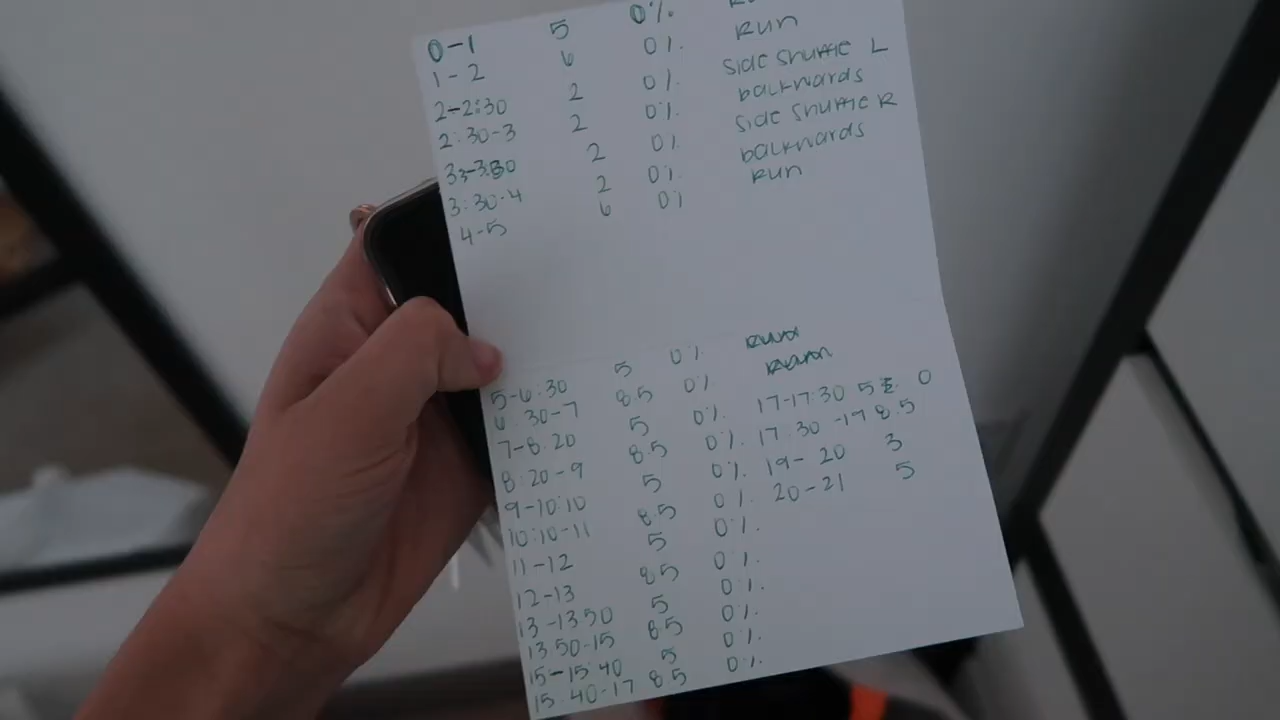 0-1 5 0%.
1-2 6 0%. Run
2-2:30 2 0%. side shuffle L
2:30-3 2 0%. backwards
33-3:30 2 0% side shuffle R
3:30-4 2 0%. backwards
4-5 6 0% run
5-6:30 5 0%
6:30-7 8.5 0%.
7-8:20 5 0%.
8:20-9 8.5 0%.
9-10:10 5 0%.
10:10-11 8.5 0%.
11-12 5 0%.
12-13 8.5 0%.
13-13 50 5 0%.
13 50-15 8.5 0%.
15-15:40 5 0%.
15:40-17 8.5 0%.
17-17:30 5 0
17:30-19 8.5
19-20 3
20-21 5